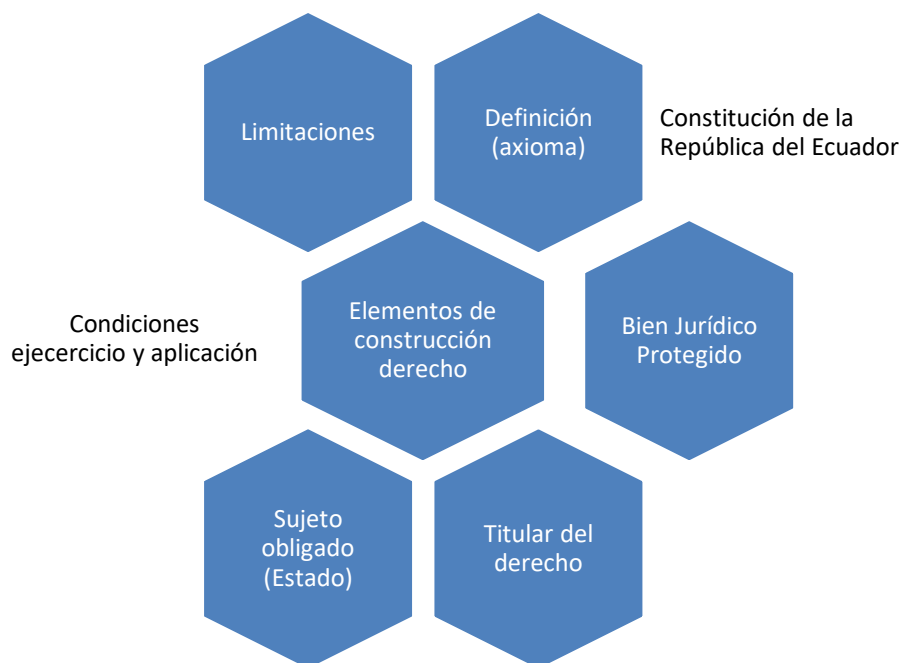 Limitaciones
Definición
(axioma)
Constitución de la
República del Ecuador
Condiciones
ejecercicio y aplicación
Elementos de
construcción
derecho
Bien Jurídico
Protegido
Sujeto
obligado
(Estado)
Titular del
derecho